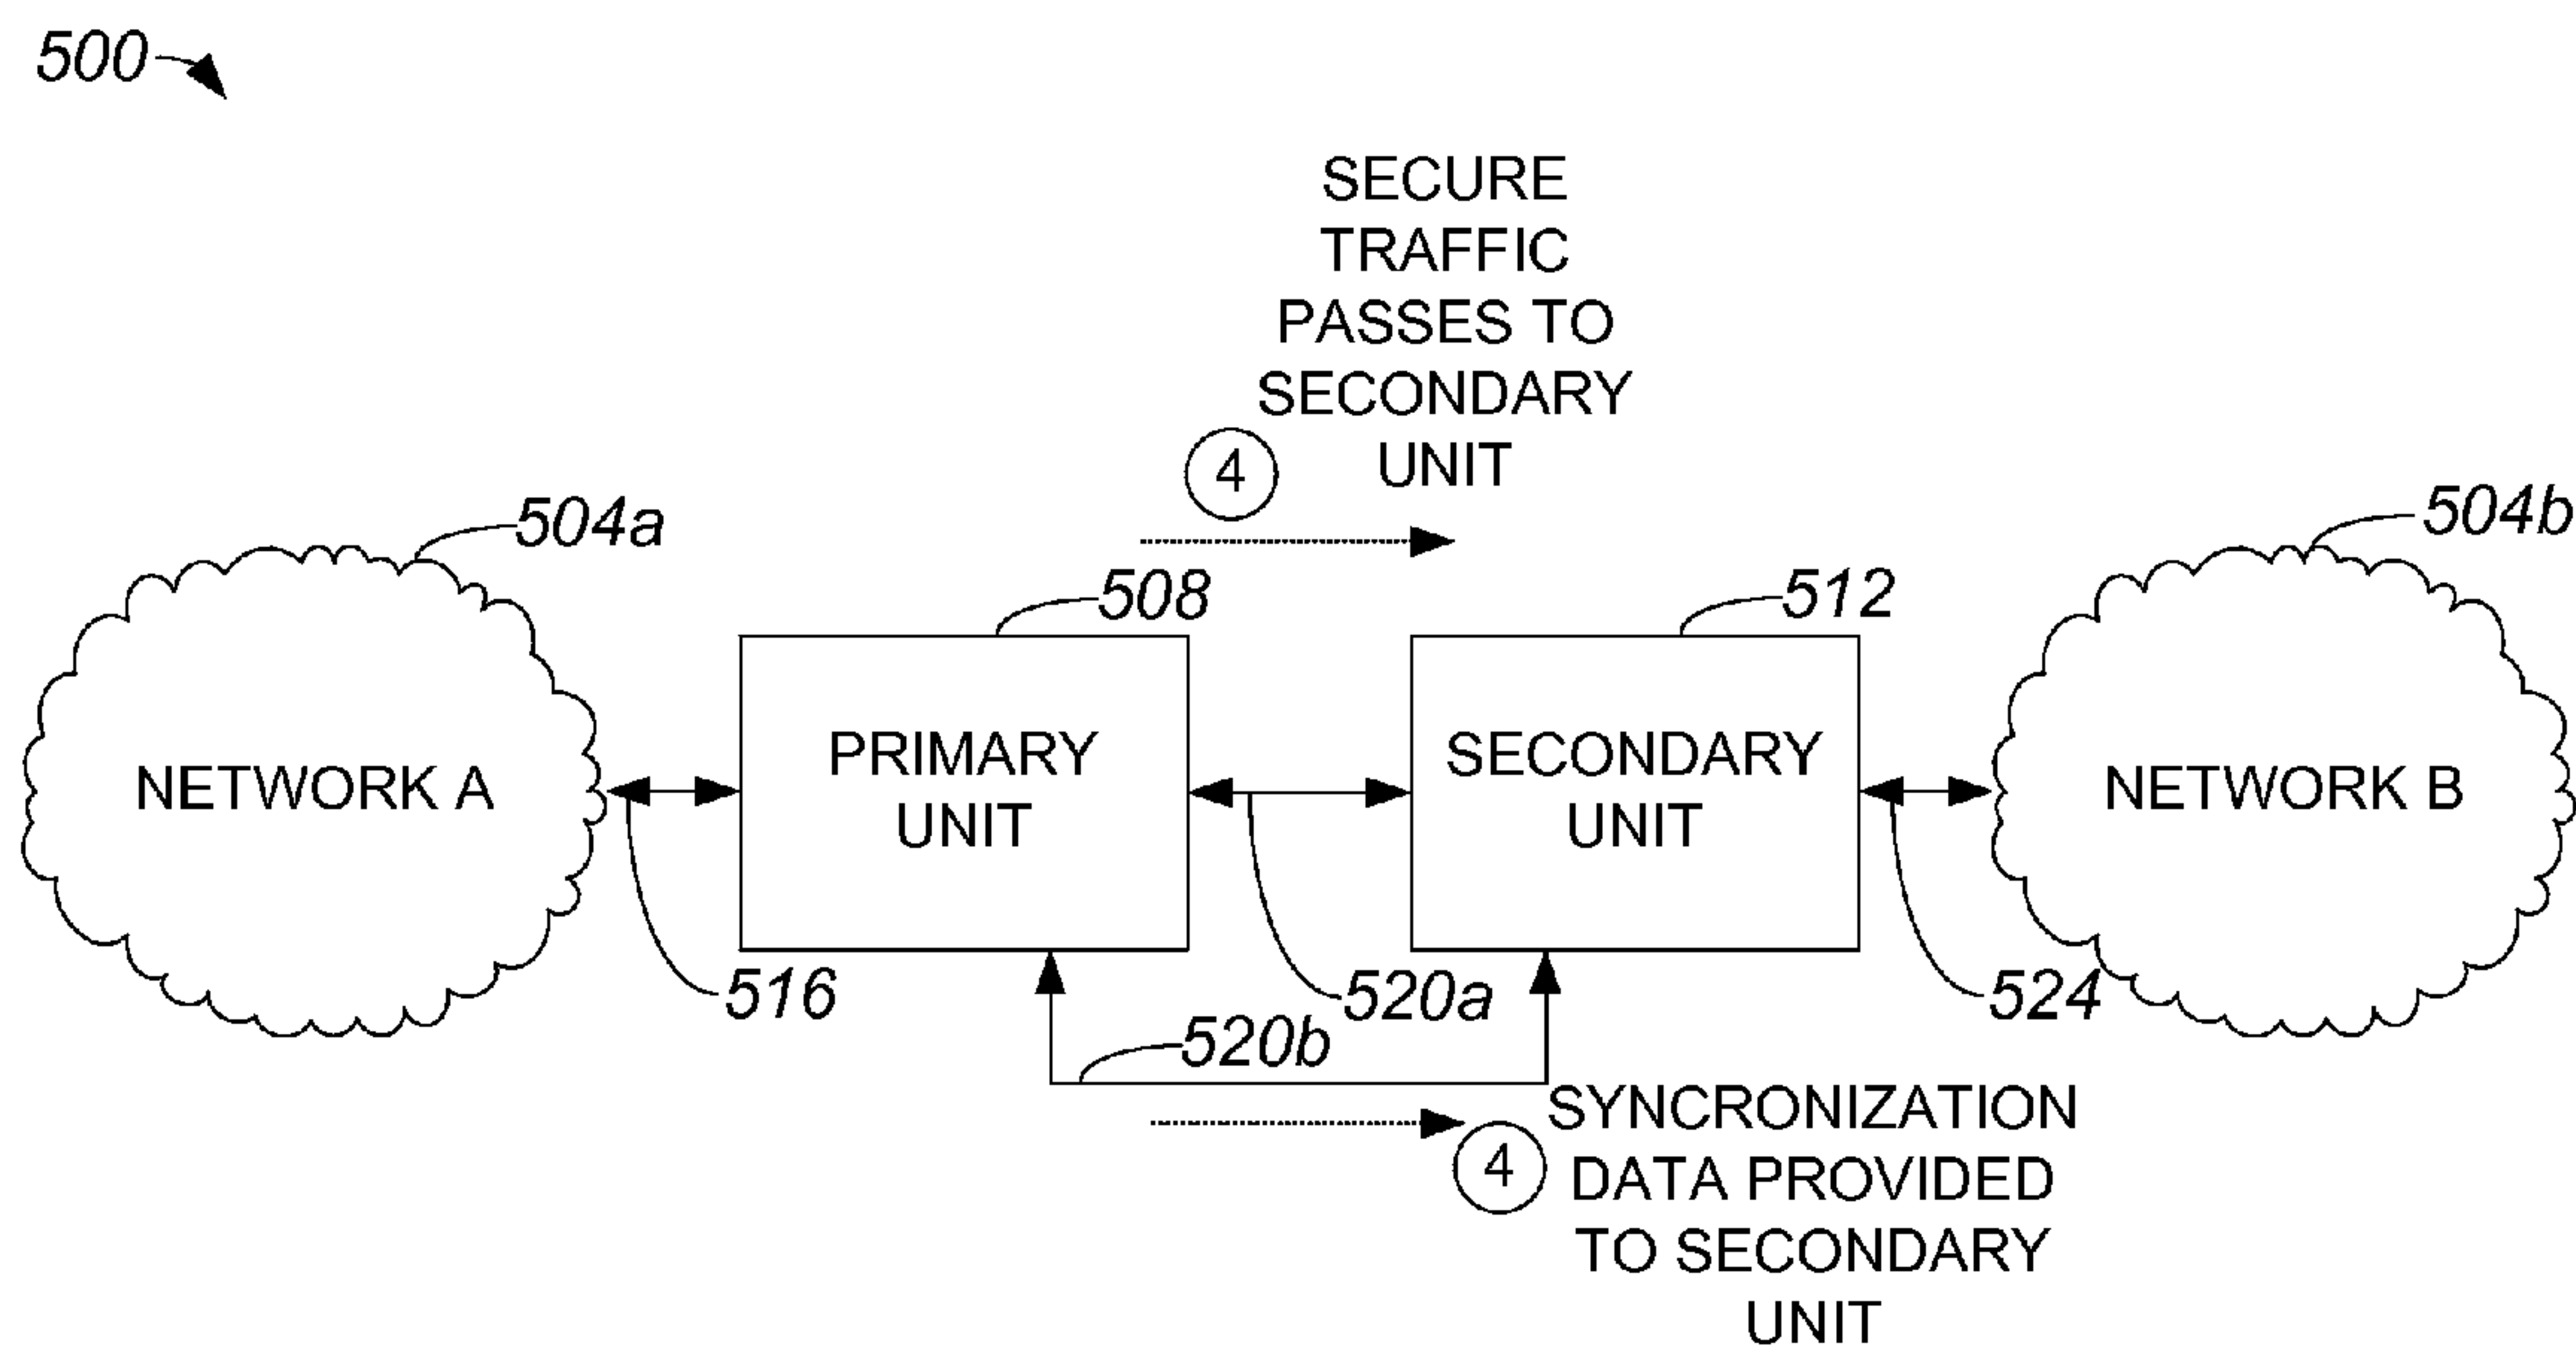 500
SECURE
TRAFFIC
PASSES TO
SECONDARY
UNIT
4
504a
504b
508
512
NETWORK A
PRIMARY
UNIT
SECONDARY
UNIT
NETWORK B
516
520a
524
520b
4
SYNCRONIZATION
DATA PROVIDED
TO SECONDARY
UNIT